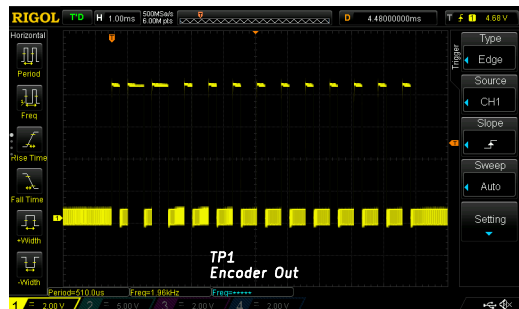 RIGOL T'D H 1.00ms 500MSa/s 6.00M pts D 4.48000000ms T 1 4.68 V
Horizontal
Period
Freq
Rise Time
Fall Time
+Width
-Width
Trigger
Type
Edge
Source
CH1
Slope
Sweep
Auto
Setting
T
T
T
1
TP1
Encoder Out
Period=510.0us Freq=1.96kHz Freq=*****
1 = 2.00 V 2 = 5.00 V 3 = 2.00 V 4 = 2.00 V